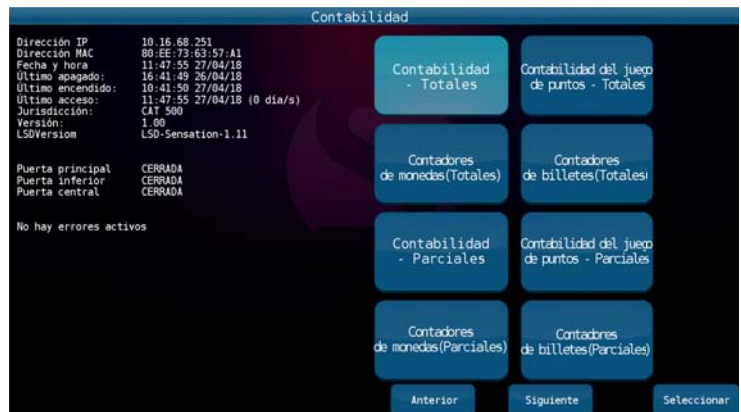 Contabilidad
Dirección IP 10.16.68.251
Dirección MAC 80:EE:73:63:57:A1
Fecha y hora 11:47:55 27/04/18
Último apagado: 16:41:49 26/04/18
Último encendido: 10:41:50 27/04/18
Último acceso: 11:47:55 27/04/18 (0 día/s)
Jurisdicción: CAT 500
Versión: 1.00
LSDVersiom LSD-Sensation-1.11
Puerta principal CERRADA
Puerta inferior CERRADA
Puerta central CERRADA
No hay errores activos
Contabilidad
- Totales
Contabilidad del juego
de puntos - Totales
Contadores
de monedas(Totales)
Contadores
de billetes(Totales)
Contabilidad
- Parciales
Contabilidad del juego
de puntos - Parciales
Contadores
de monedas(Parciales)
Contadores
de billetes(Parciales)
Anterior
Siguiente
Seleccionar